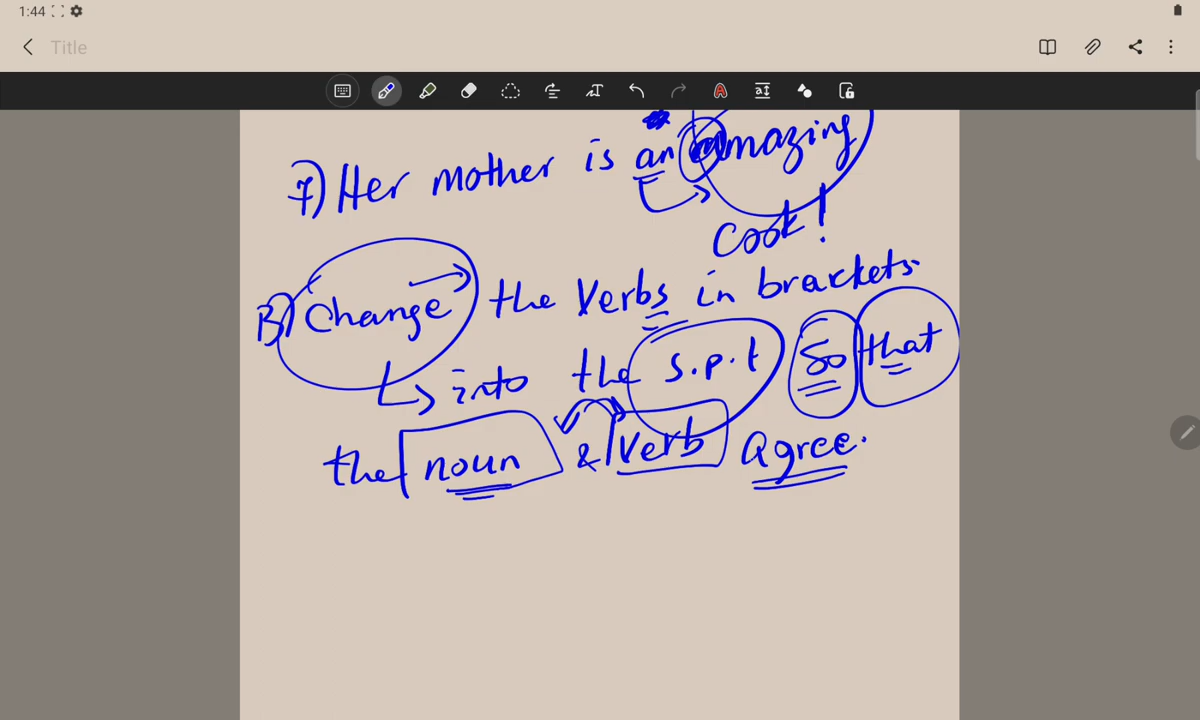 1:44
Title
7) Her mother is an amazing
Cook!
B) Change the Verbs in brackets.
into the s.p.t So that
the noun & Verb agree.